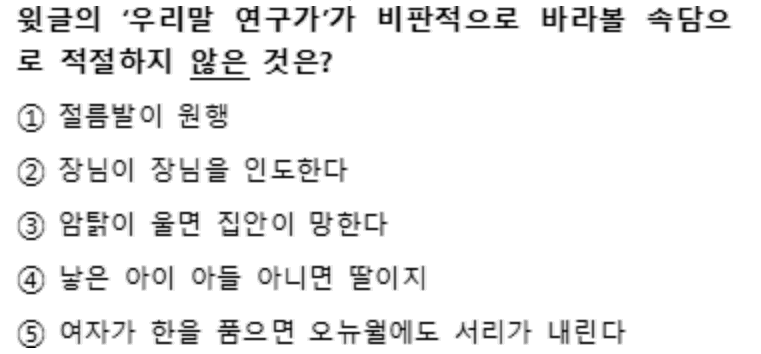 윗글의 ‘우리말 연구가’가 비판적으로 바라볼 속담으
로 적절하지 않은 것은?
① 절름발이 원행
② 장님이 장님을 인도한다
③ 암탉이 울면 집안이 망한다
④ 낳은 아이 아들 아니면 딸이지
⑤ 여자가 한을 품으면 오뉴월에도 서리가 내린다